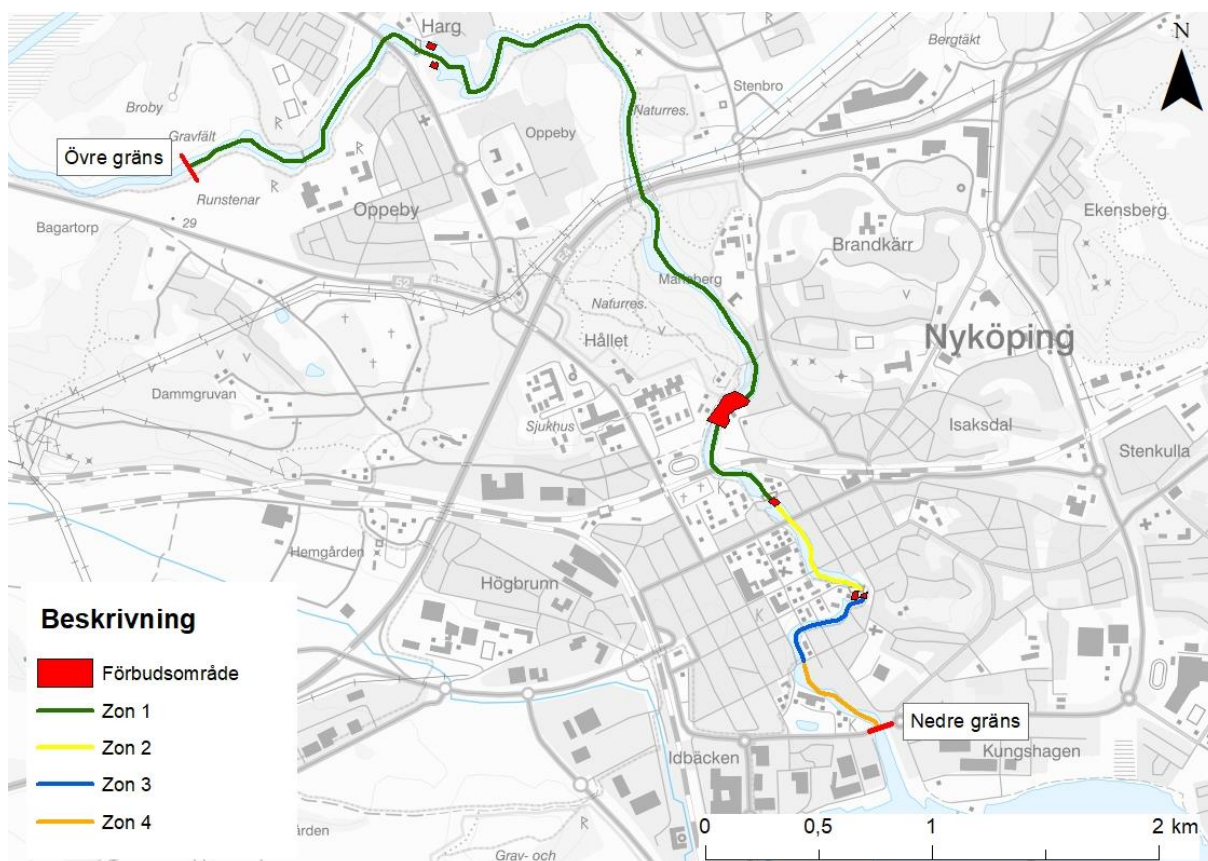 Harg
N
Bergtäkt
Stenbro
Broby
Naturres.
Gravfält
Oppeby
Övre gräns
Runstenar
Oppeby
Ekensberg
Bagartorp
29
Brandkärr
E4
52
Marieberg
Naturres.
Nyköping
Hållet
Dammgruvan
Sjukhus
Isaksdal
Stenkulla
Hemgården
Högbrunn
Beskrivning
Förbudsområde
Zon 1
Zon 2
Zon 3
Zon 4
Nedre gräns
Idbäcken
Kungshagen
Grav- och
0 0,5 1 2 km